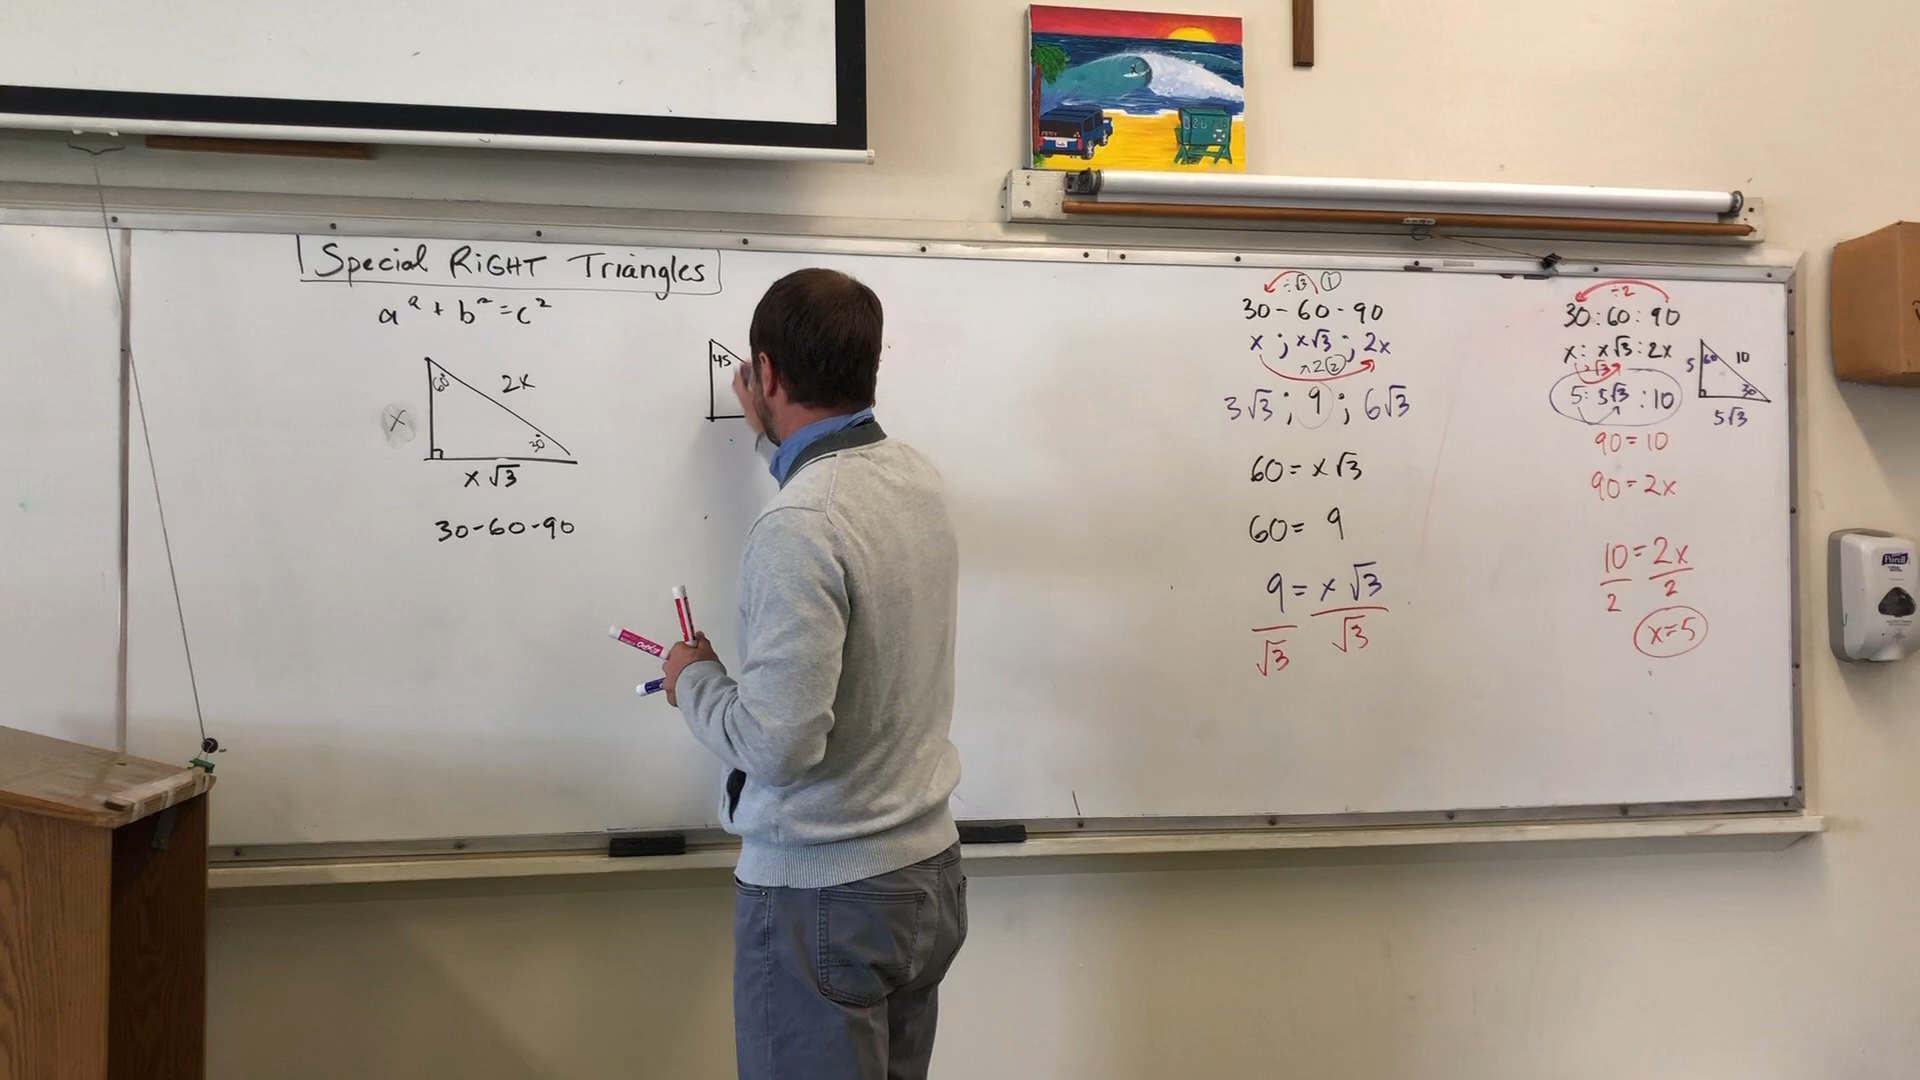 Special RIGHT Triangles
a² + b² = c²
60°
2x
x
30°
x√3
30-60-90
45
÷√3 ①
30-60-90
x ; x√3 ; 2x
×2 ②
3√3 ; 9 ; 6√3
60 = x√3
60 = 9
9 = x√3
√3 √3
÷2
30:60:90
x: x√3:2x
5: 5√3 :10
90=10
90=2x
10=2x
2 2
x=5
5
60
10
30
5√3
Purell